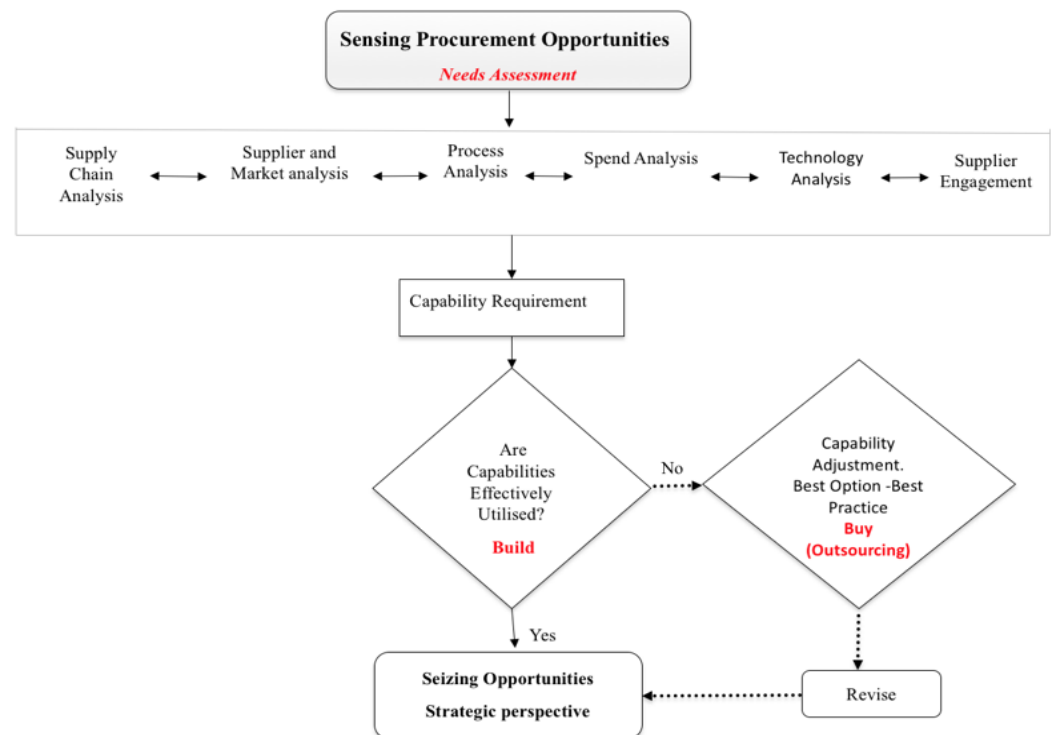 Sensing Procurement Opportunities
Needs Assessment
Supply
Chain
Analysis
Supplier and
Market analysis
Process
Analysis
Spend Analysis
Technology
Analysis
Supplier
Engagement
Capability Requirement
Are
Capabilities
Effectively
Utilised?
Build
No
Capability
Adjustment.
Best Option -Best
Practice
Buy
(Outsourcing)
Yes
Seizing Opportunities
Strategic perspective
Revise